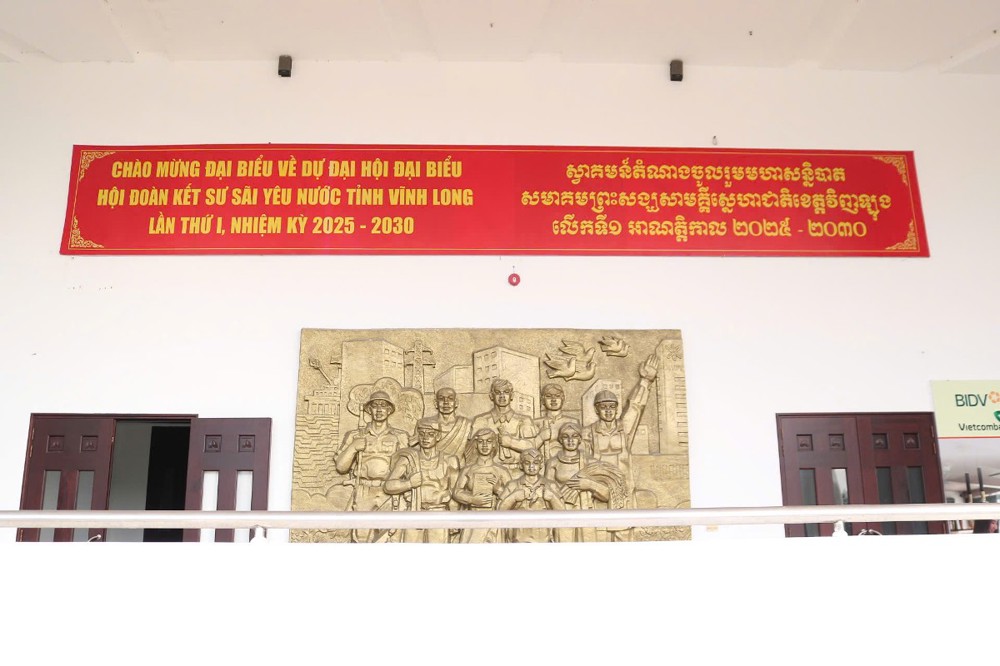 CHÀO MỪNG ĐẠI BIỂU VỀ DỰ ĐẠI HỘI ĐẠI BIỂU
HỘI ĐOÀN KẾT SƯ SÃI YÊU NƯỚC TỈNH VĨNH LONG
LẦN THỨ I, NHIỆM KỲ 2025 - 2030
ស្វាគមន៍តំណាងចូលរួមមហាសន្និបាត
សមាគមព្រះសង្ឃសាមគ្គីស្នេហាជាតិខេត្តវិញឡុង
លើកទី១ អាណត្តិកាល ២០២៥ - ២០៣០
BIDV